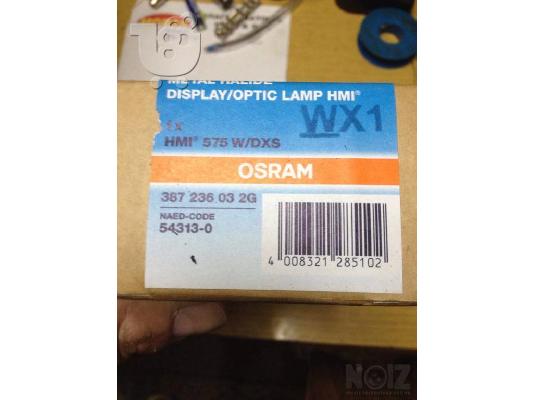 METAL HALIDE
DISPLAY/OPTIC LAMP HMI®
WX1
1x
HMI® 575 W/DXS
OSRAM
387 236 03 2G
NAED-CODE
54313-0
4 008321 285102
NOIZ